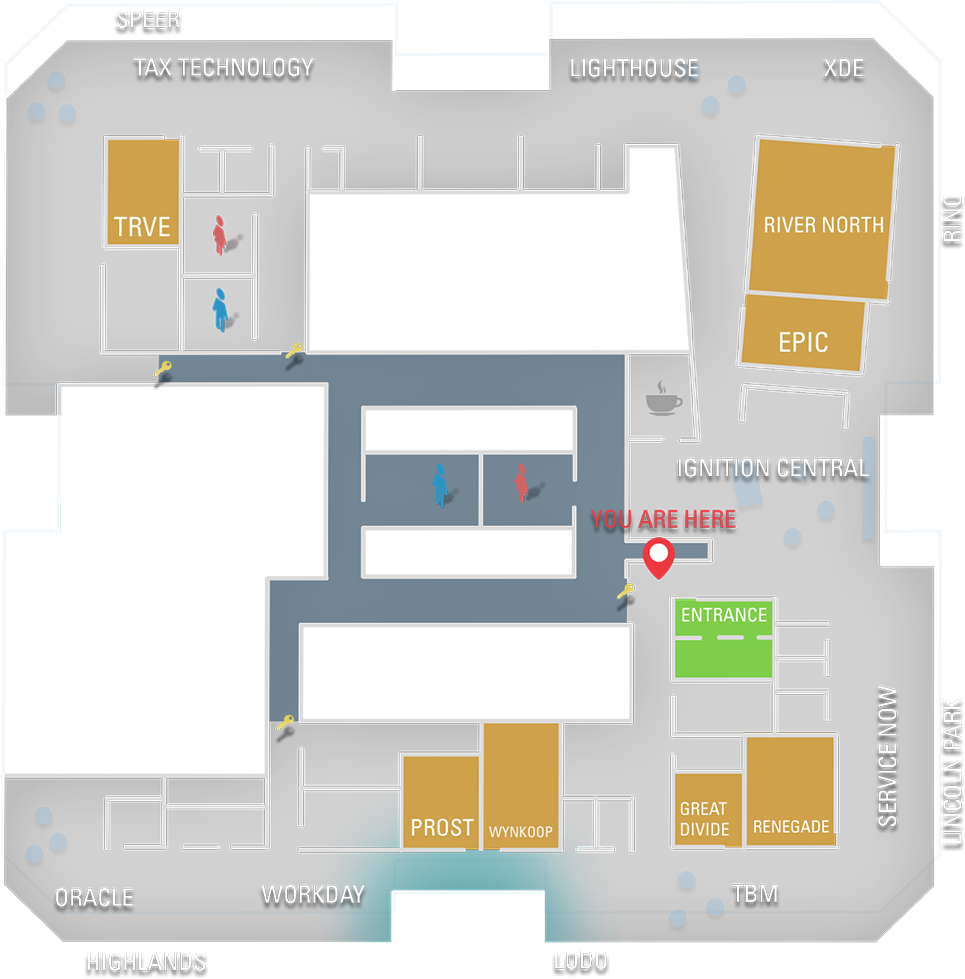 SPEER
TAX TECHNOLOGY
LIGHTHOUSE
XDE
TRVE
RIVER NORTH
RINO
EPIC
IGNITION CENTRAL
YOU ARE HERE
ENTRANCE
SERVICE NOW
LINCOLN PARK
PROST
WYNKOOP
GREAT
DIVIDE
RENEGADE
ORACLE
WORKDAY
TBM
HIGHLANDS
LODO